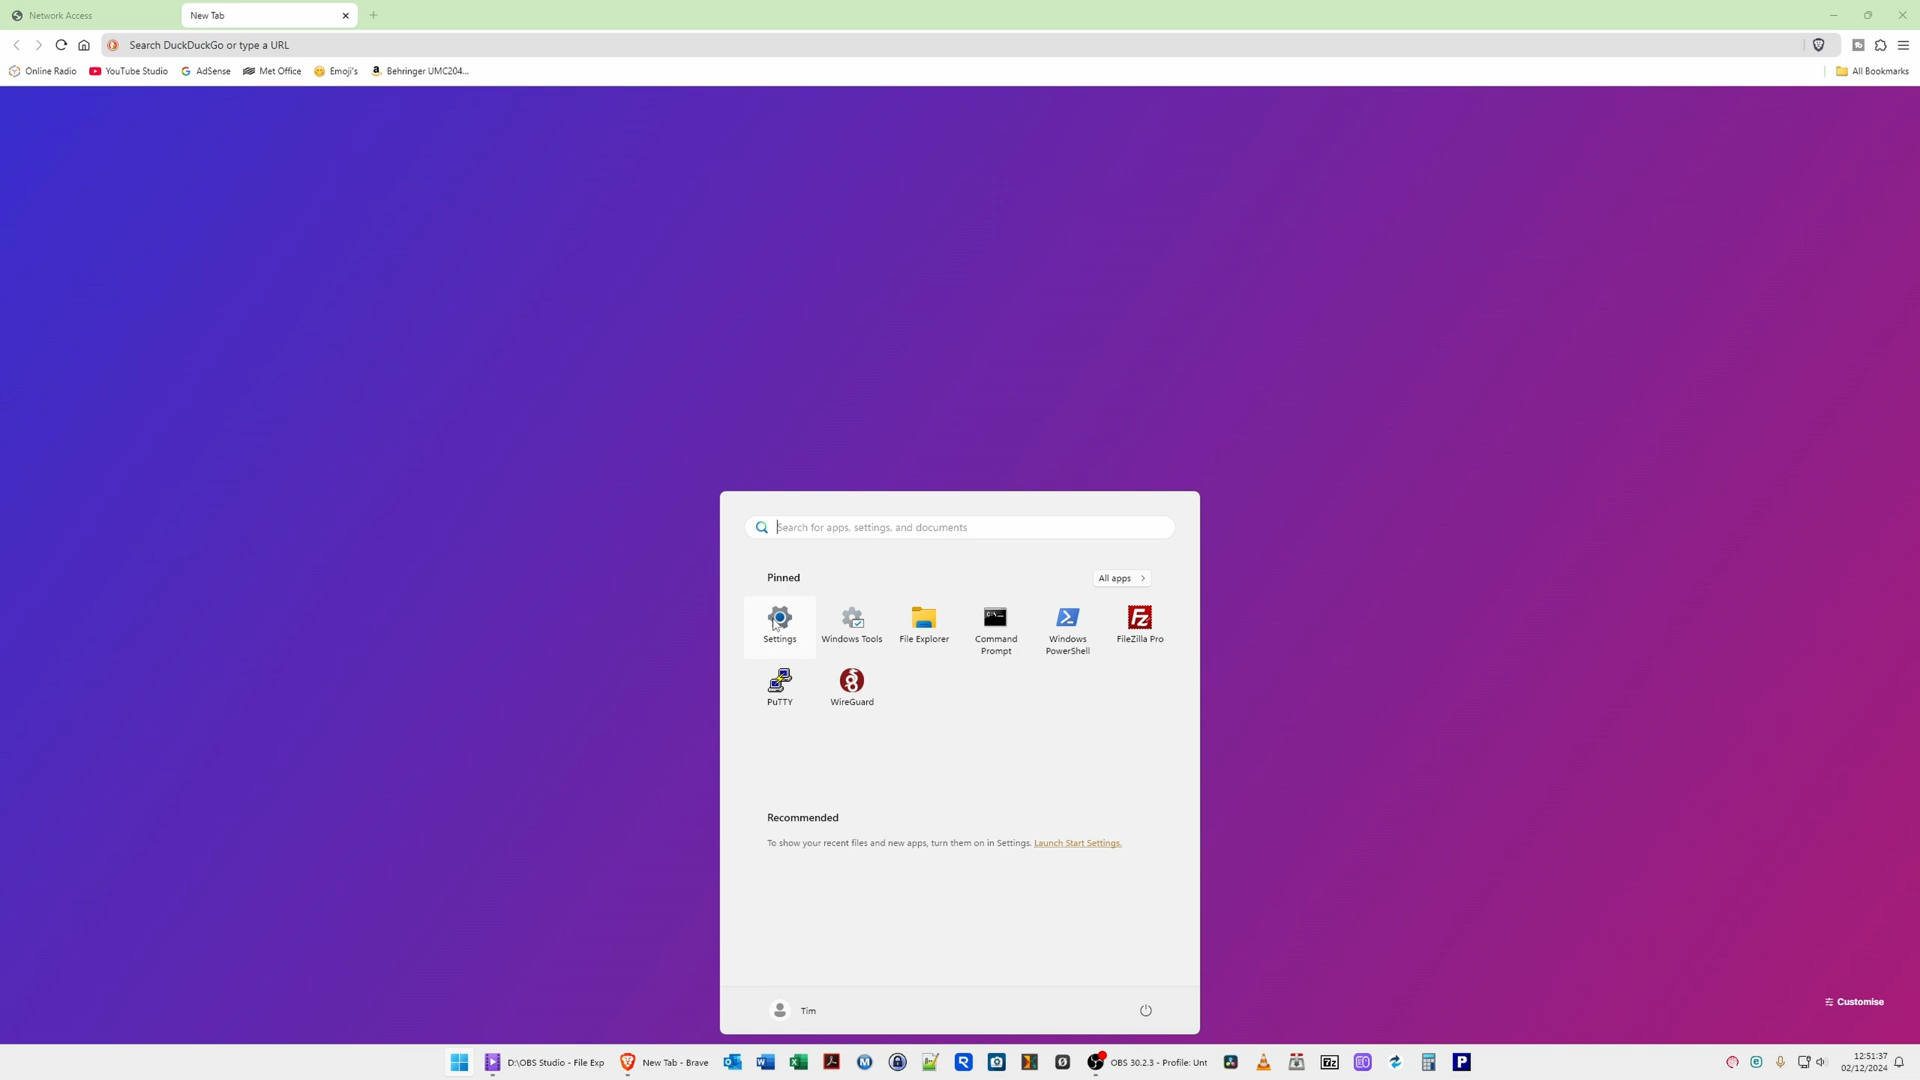 Network Access
New Tab
Search DuckDuckGo or type a URL
Online Radio
YouTube Studio
AdSense
Met Office
Emoji's
Behringer UMC204...
All Bookmarks
Search for apps, settings, and documents
Pinned
All apps
Settings
Windows Tools
File Explorer
Command
Prompt
Windows
PowerShell
FileZilla Pro
PuTTY
WireGuard
Recommended
To show your recent files and new apps, turn them on in Settings. Launch Start Settings.
Tim
Customise
D:\OBS Studio - File Exp
New Tab - Brave
OBS 30.2.3 - Profile: Unt
12:51:37
02/12/2024